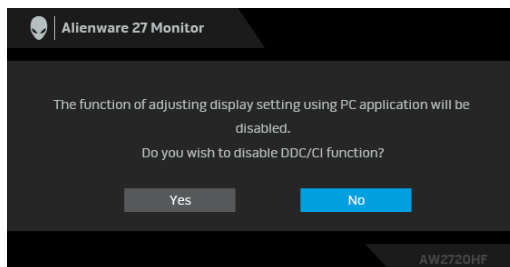 Alienware 27 Monitor
The function of adjusting display setting using PC application will be
disabled.
Do you wish to disable DDC/CI function?
Yes No
AW2720HF